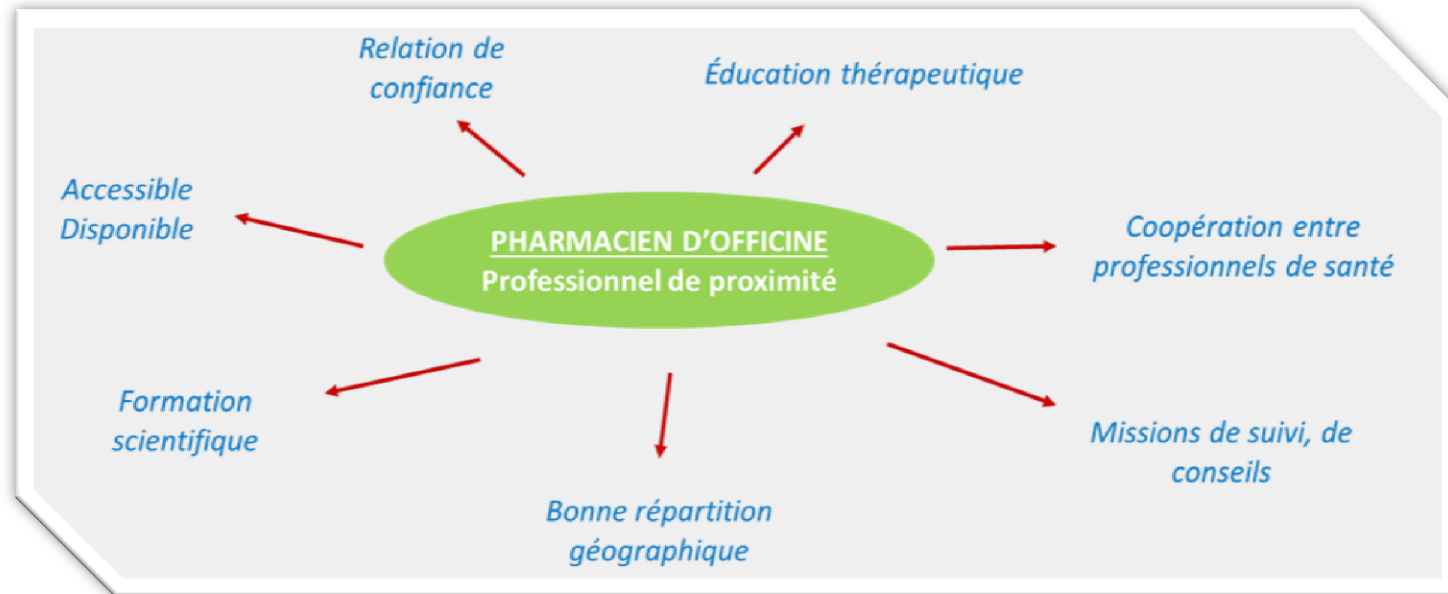 Relation de
confiance
Éducation thérapeutique
Accessible
Disponible
PHARMACIEN D'OFFICINE
Professionnel de proximité
Coopération entre
professionnels de santé
Formation
scientifique
Missions de suivi, de
conseils
Bonne répartition
géographique